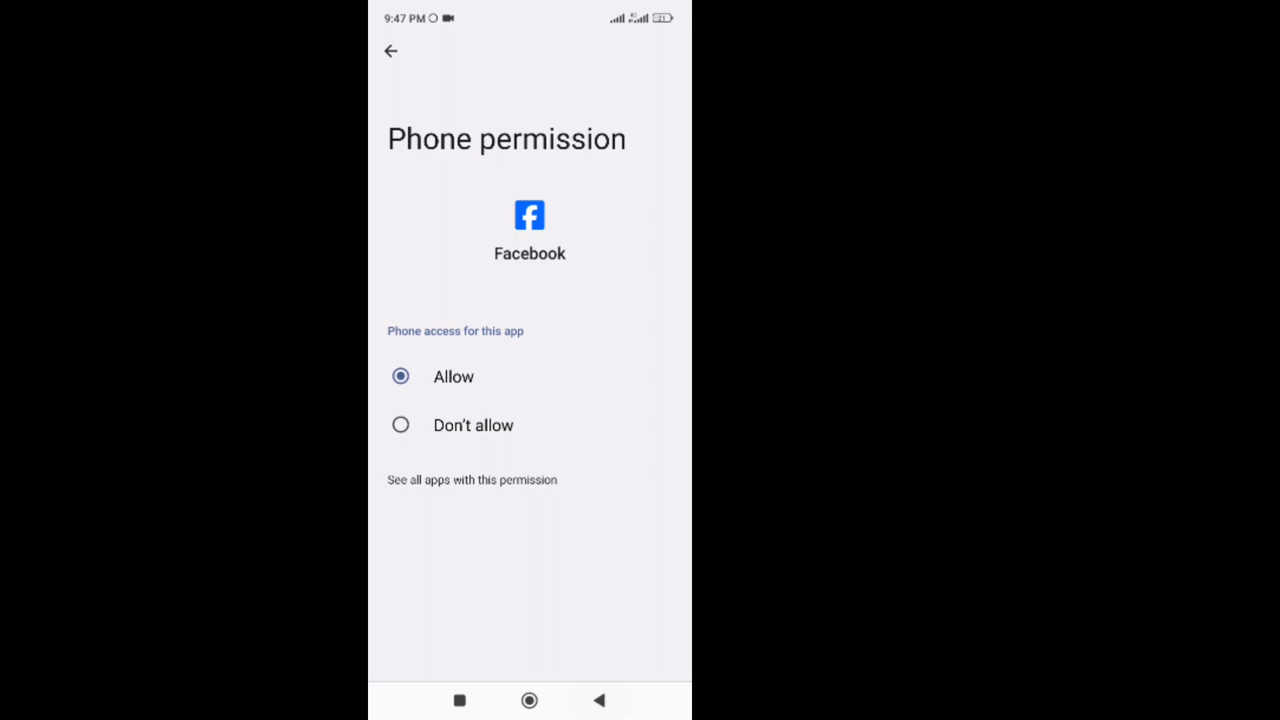 9:47 PM
21
Phone permission
Facebook
Phone access for this app
Allow
Don't allow
See all apps with this permission